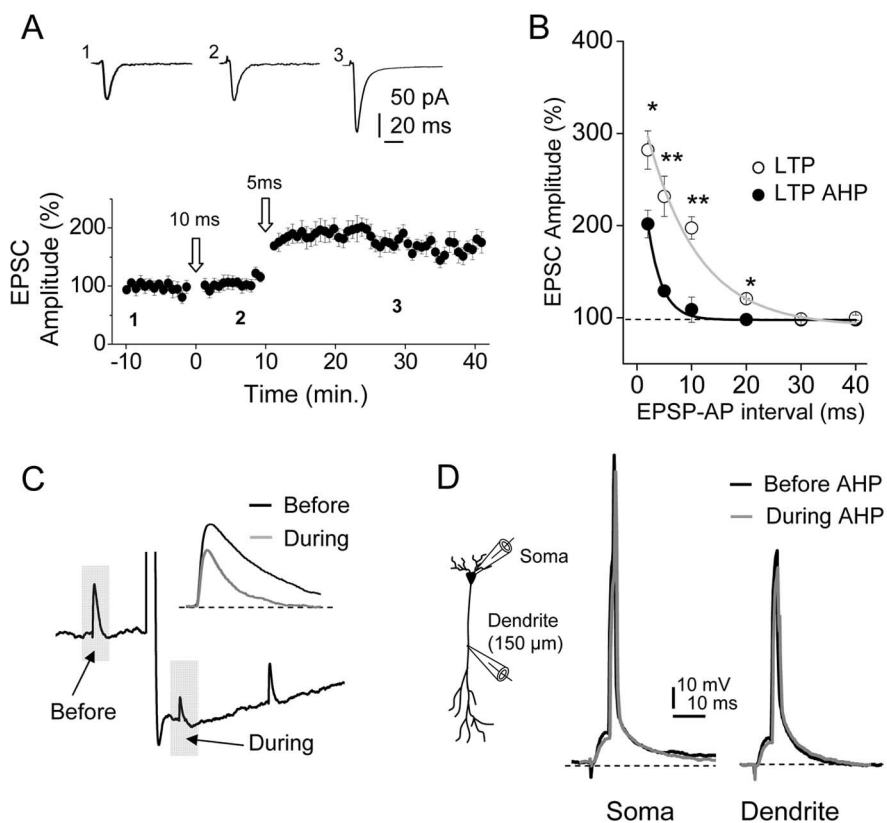 A
1
2
3
50 pA
20 ms
EPSC
Amplitude (%)
200
100
0
10 ms
5ms
1
2
3
-10
0
10
20
30
40
Time (min.)
B
EPSC Amplitude (%)
400
300
200
100
*
**
**
*
LTP
LTP AHP
0
10
20
30
40
EPSP-AP interval (ms)
C
Before
During
Before
During
D
Soma
Dendrite
(150 µm)
Before AHP
During AHP
10 mV
10 ms
Soma
Dendrite